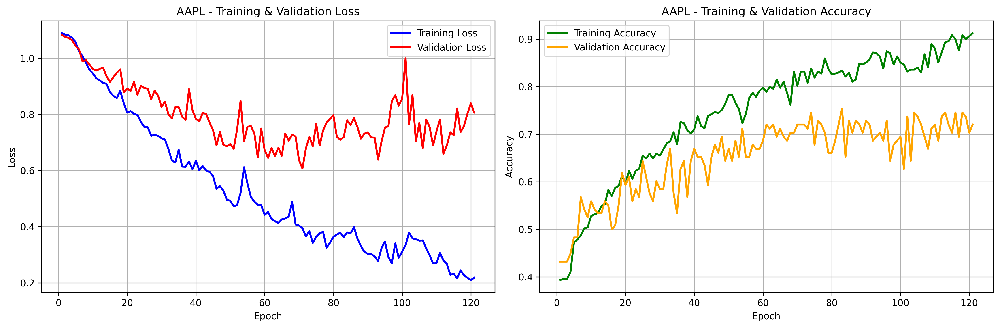 AAPL - Training & Validation Loss
Training Loss
Validation Loss
Loss
1.0
0.8
0.6
0.4
0.2
0 20 40 60 80 100 120
Epoch
AAPL - Training & Validation Accuracy
Training Accuracy
Validation Accuracy
Accuracy
0.9
0.8
0.7
0.6
0.5
0.4
0 20 40 60 80 100 120
Epoch